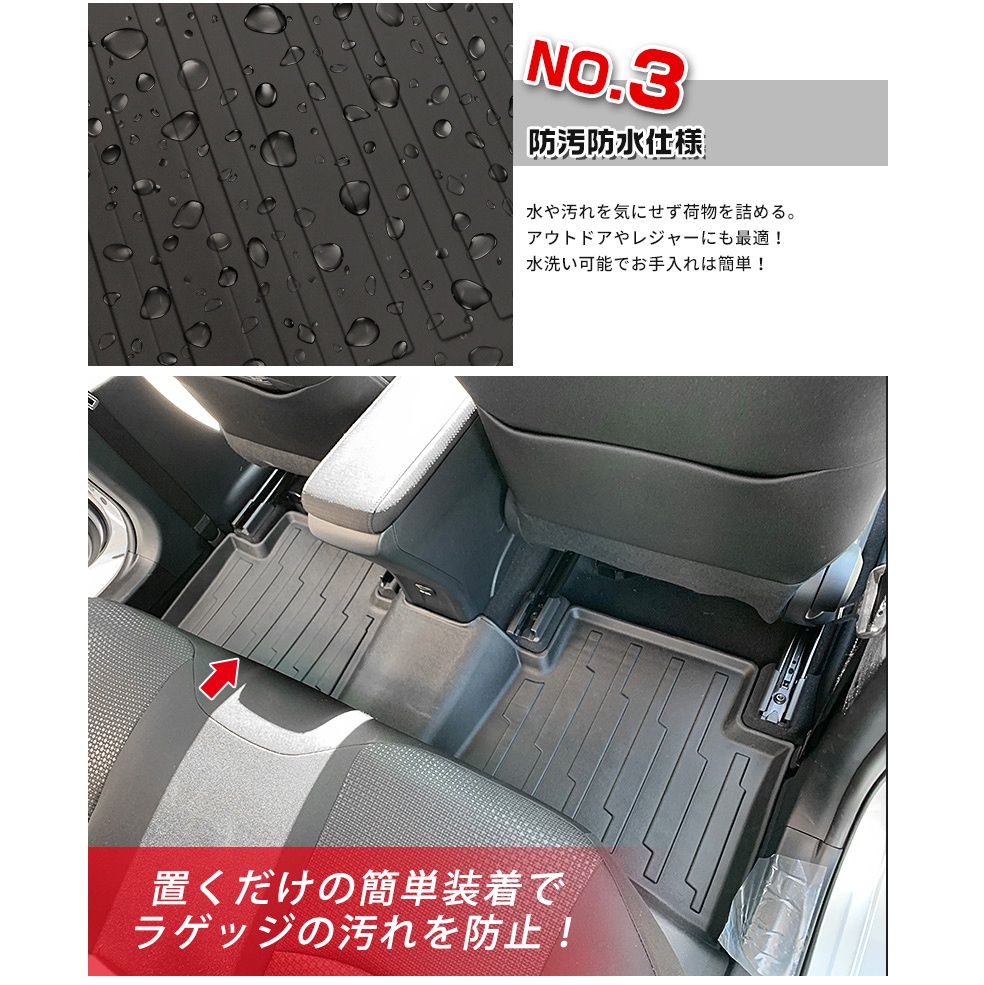 NO.3
防汚防水仕様
水や汚れを気にせず荷物を詰める。
アウトドアやレジャーにも最適！
水洗い可能でお手入れは簡単！
置くだけの簡単装着で
ラゲッジの汚れを防止！